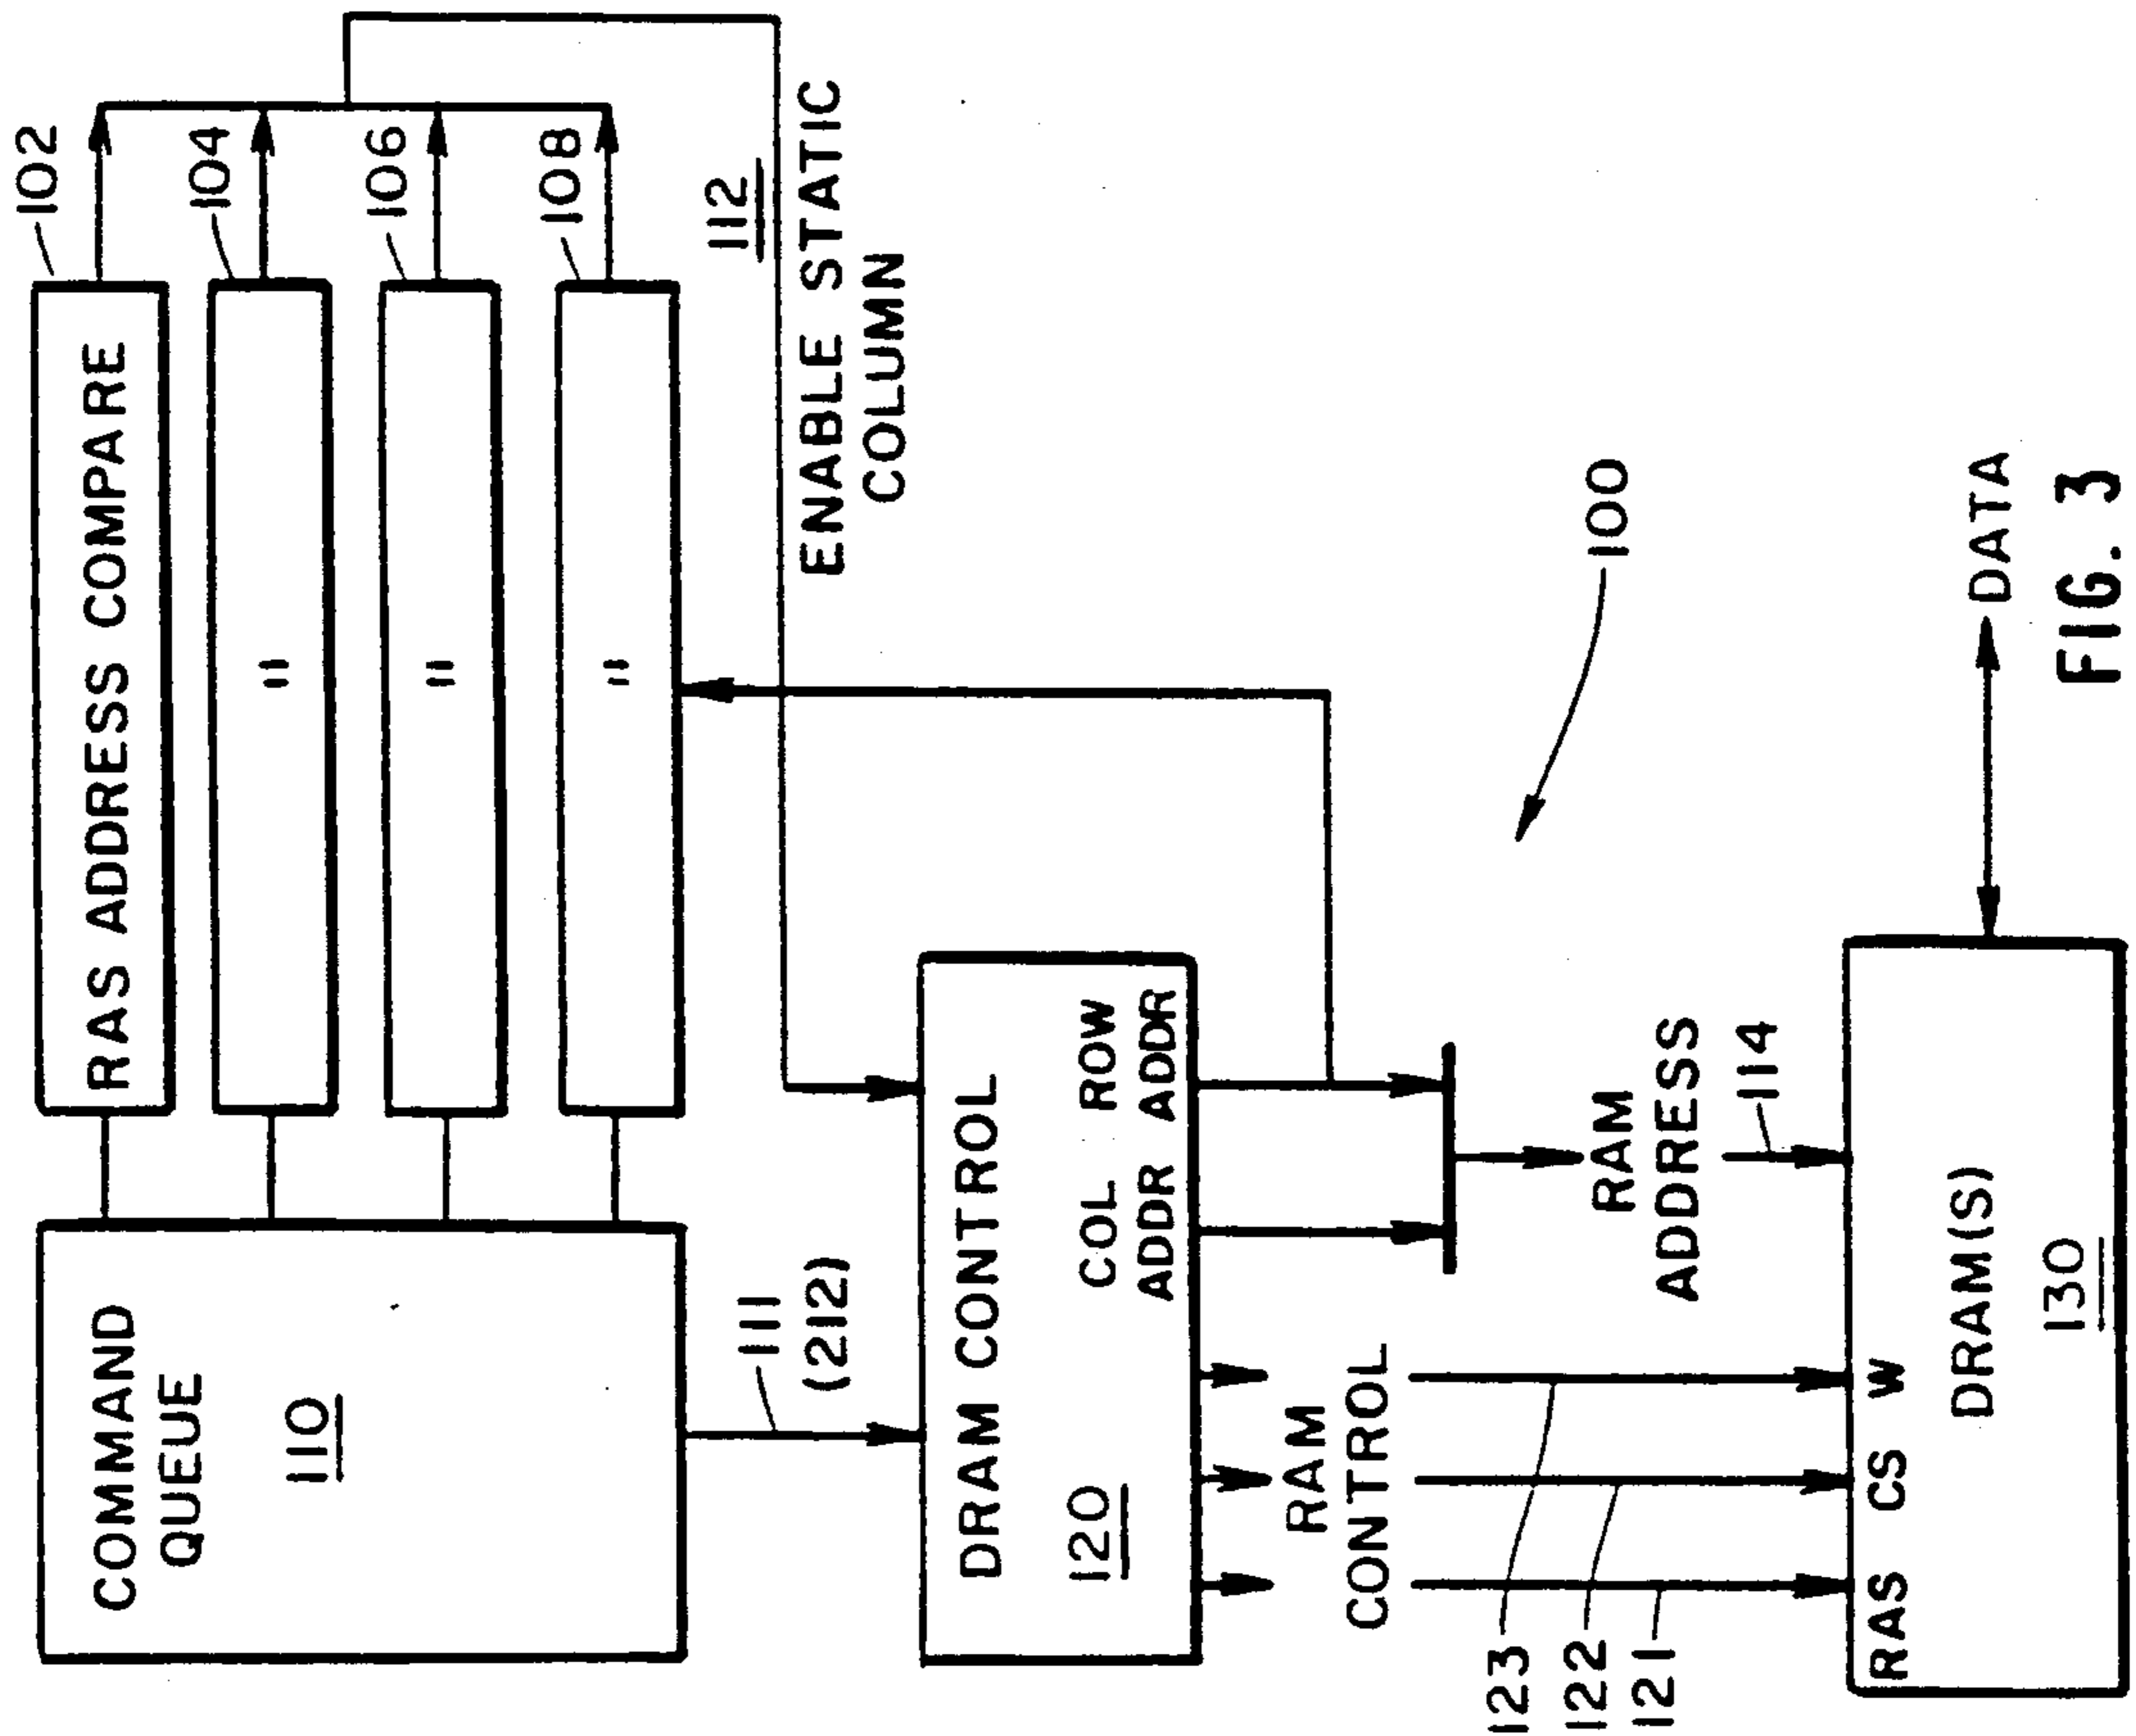 102
RAS ADDRESS COMPARE
104
"
106
"
108
"
COMMAND
QUEUE
110
112
ENABLE STATIC
COLUMN
111
(212)
DRAM CONTROL
120
COL ROW
ADDR ADDR
RAM
CONTROL
RAM
ADDRESS
114
100
123
122
121
RAS CS W
DRAM(S)
130
DATA
FIG. 3